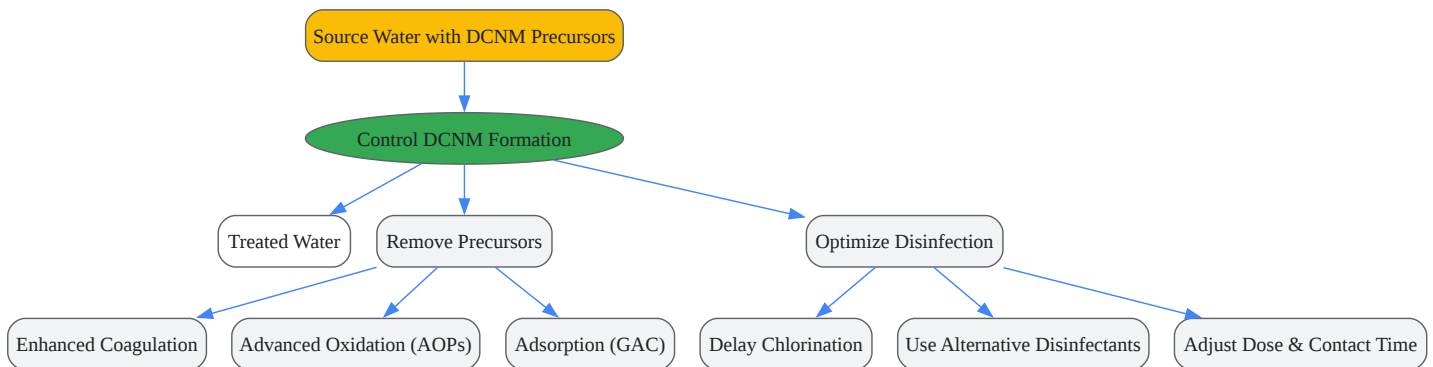 Source Water with DCNM Precursors
Control DCNM Formation
Treated Water
Remove Precursors
Optimize Disinfection
Enhanced Coagulation
Advanced Oxidation (AOPs)
Adsorption (GAC)
Delay Chlorination
Use Alternative Disinfectants
Adjust Dose & Contact Time